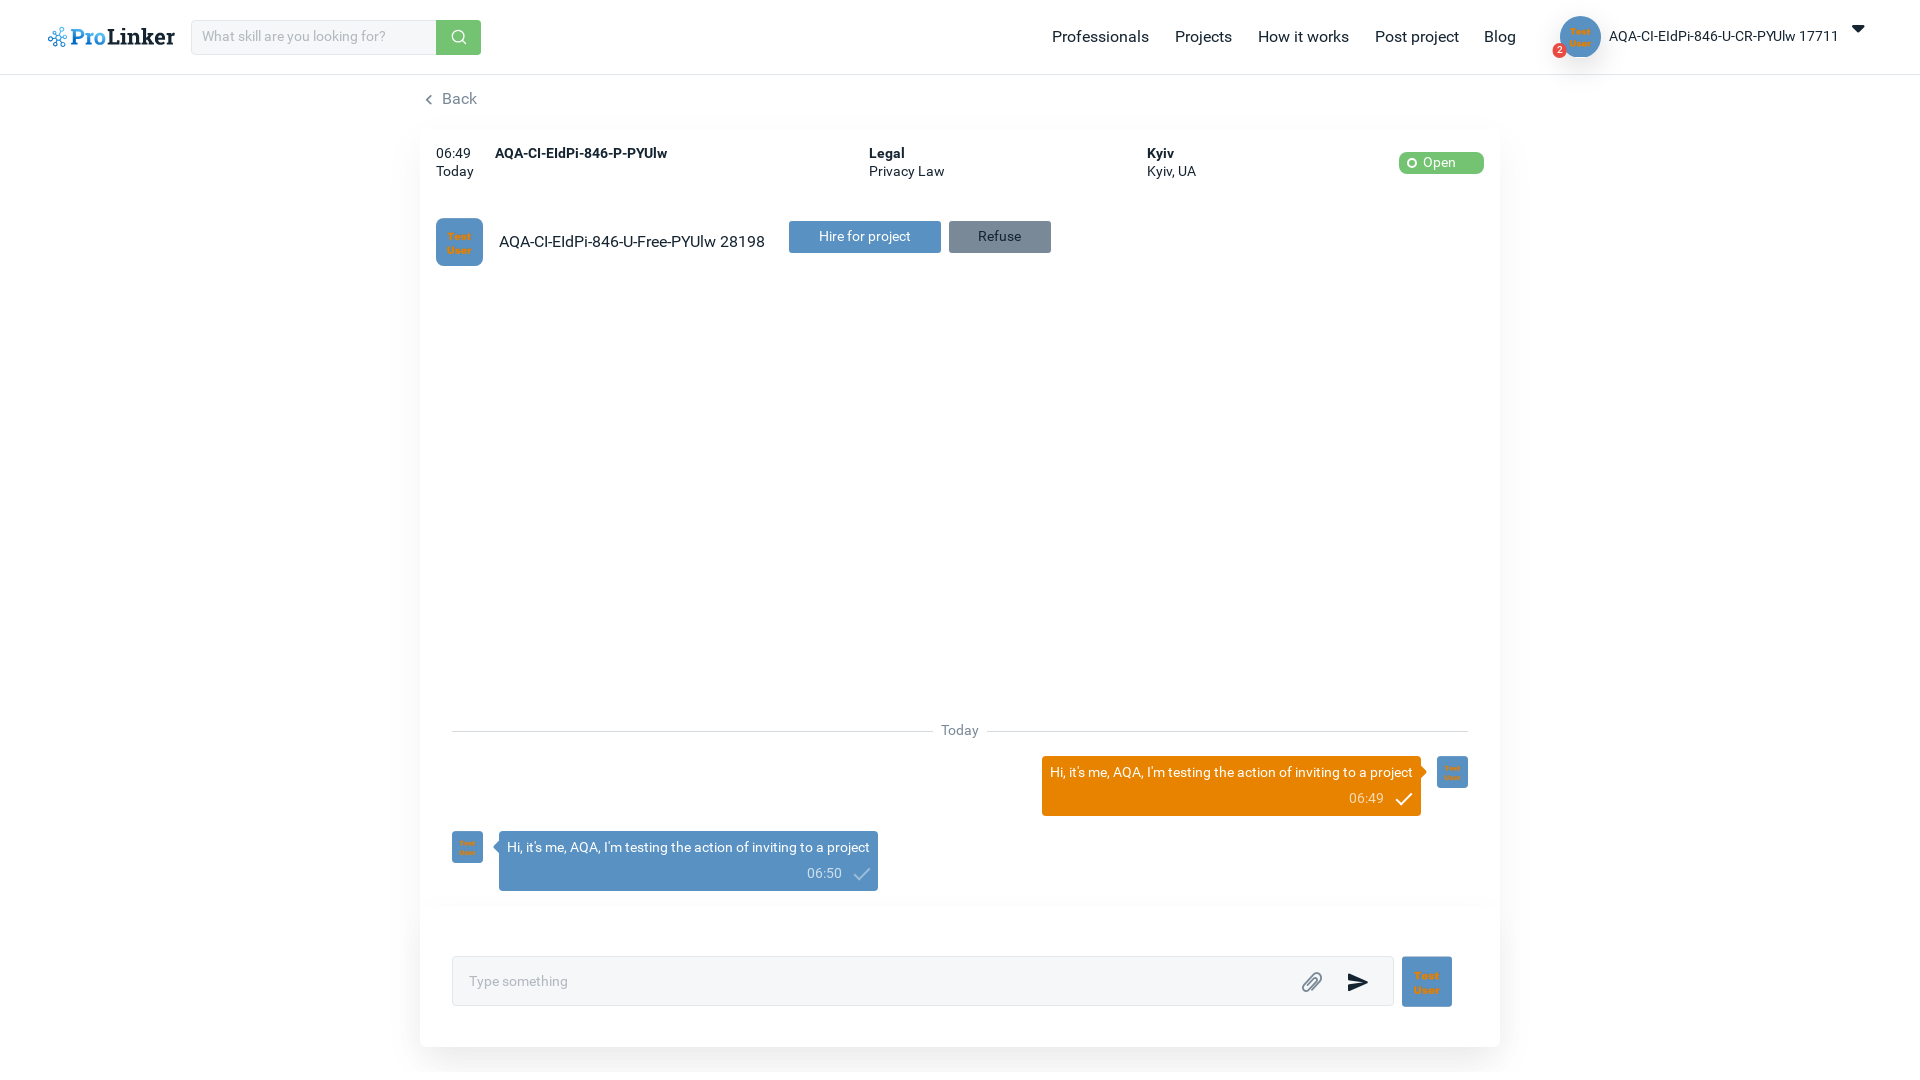 ProLinker
What skill are you looking for?
Professionals
Projects
How it works
Post project
Blog
Test
User
2
AQA-CI-EIdPi-846-U-CR-PYUlw 17711
Back
06:49
Today
AQA-CI-EIdPi-846-P-PYUlw
Legal
Privacy Law
Kyiv
Kyiv, UA
Open
Test
User
AQA-CI-EIdPi-846-U-Free-PYUlw 28198
Hire for project
Refuse
Today
Hi, it's me, AQA, I'm testing the action of inviting to a project
06:49
Test
User
Test
User
Hi, it's me, AQA, I'm testing the action of inviting to a project
06:50
Type something
Test
User